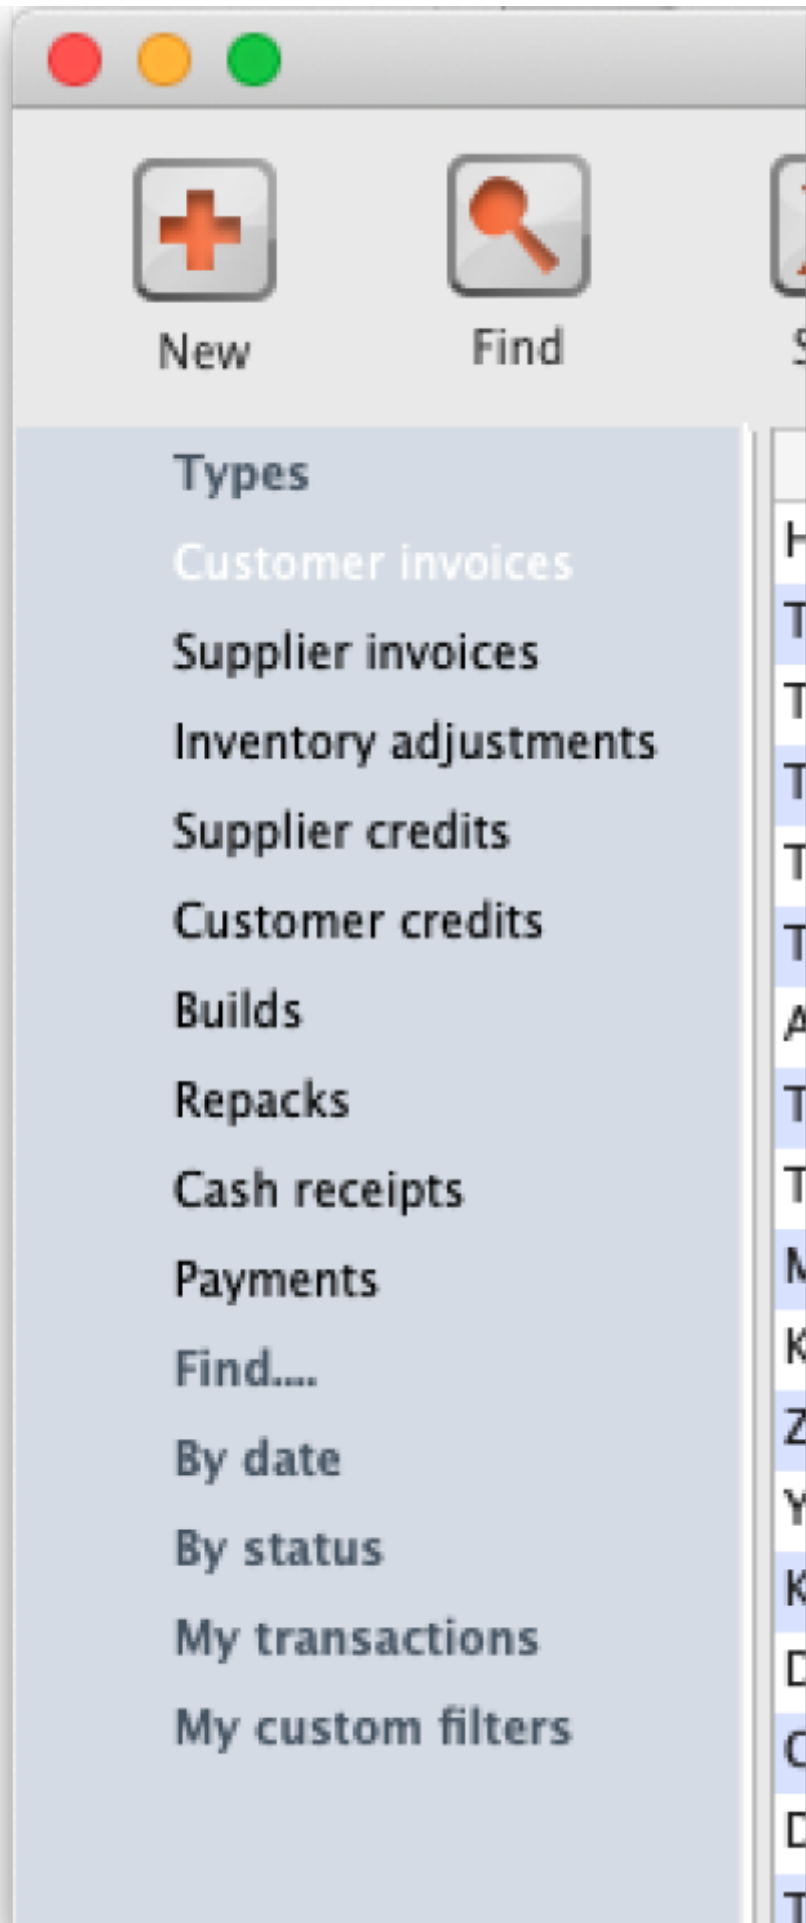 New Find
Types
Customer invoices
Supplier invoices
Inventory adjustments
Supplier credits
Customer credits
Builds
Repacks
Cash receipts
Payments
Find....
By date
By status
My transactions
My custom filters